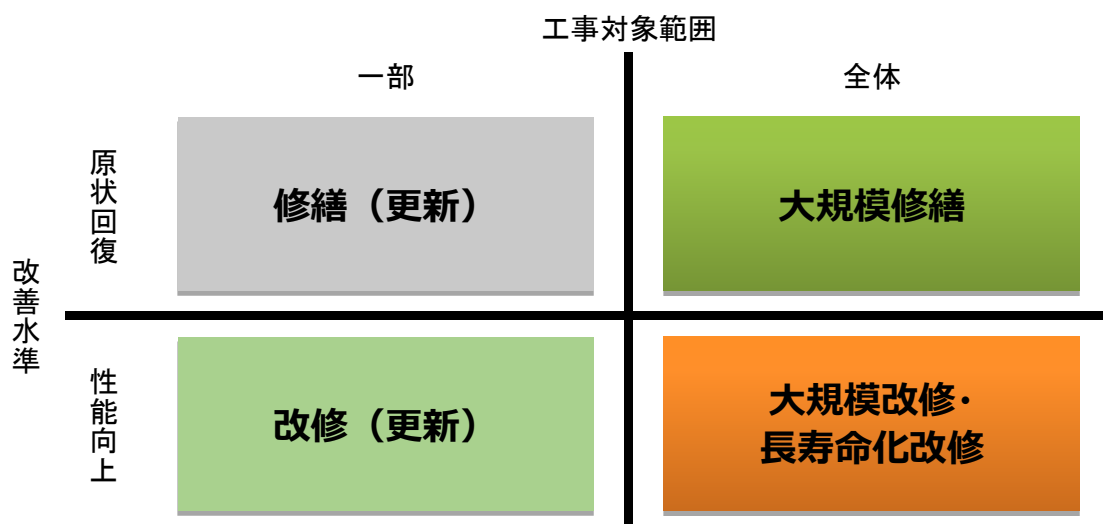 工事対象範囲
一部
全体
改善水準
原状回復
修繕（更新）
大規模修繕
性能向上
改修（更新）
大規模改修・
長寿命化改修